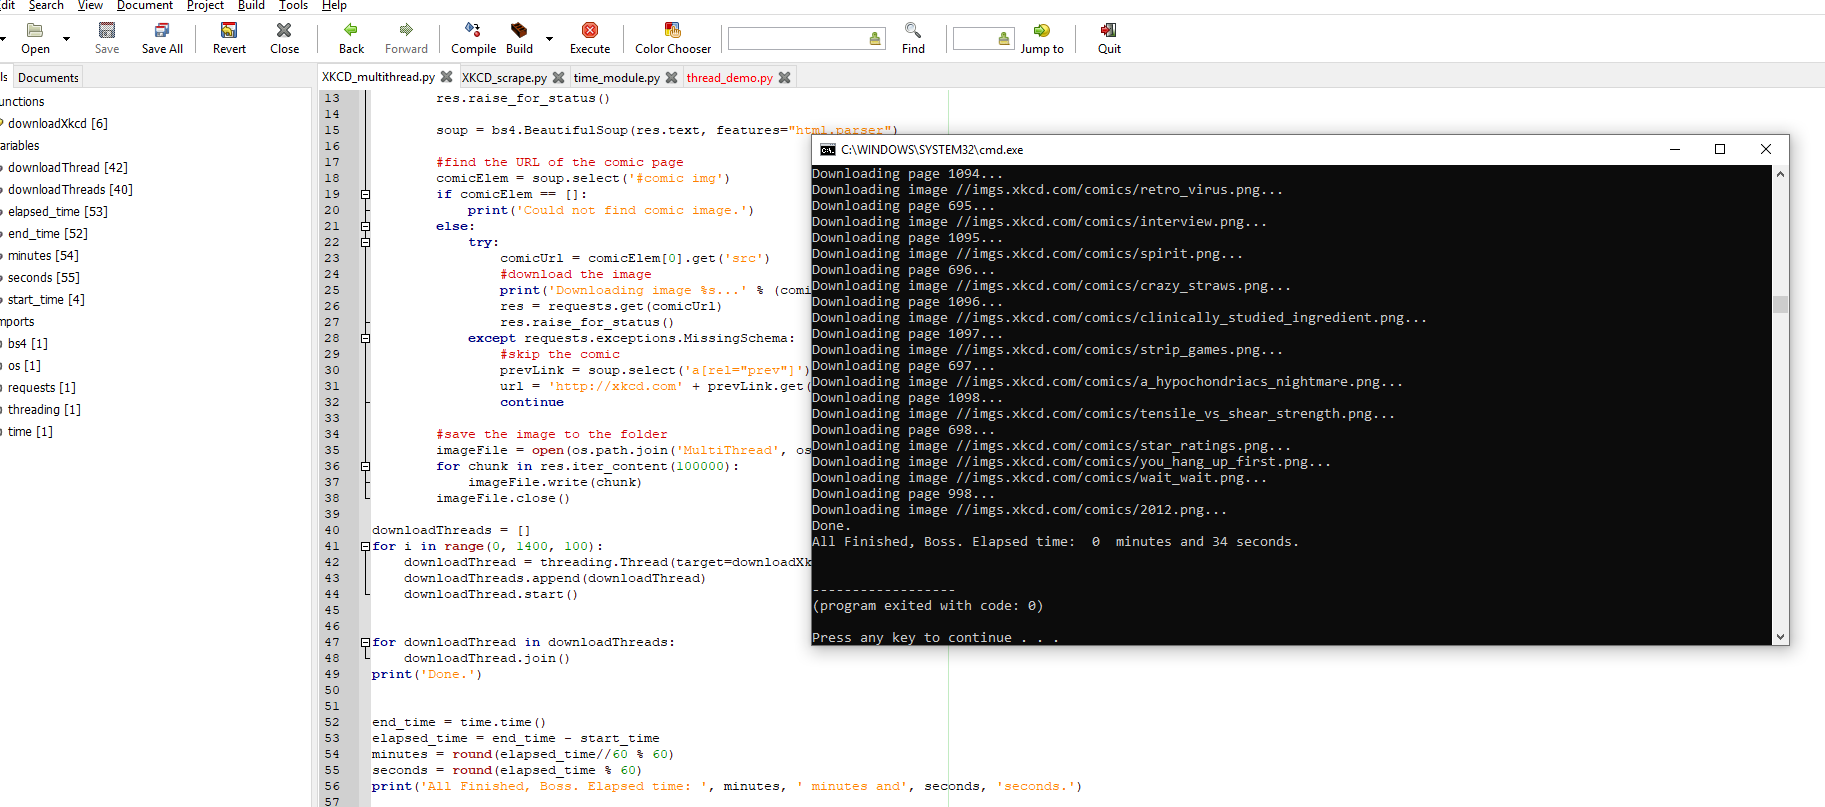 Search View Document Project Build Tools Help
Open Save Save All Revert Close Back Forward Compile Build Execute Color Chooser Find Jump to Quit
Documents
XKCD_multithread.py XKCD_scrape.py time_module.py thread_demo.py
downloadXkcd [6]
downloadThread [42]
downloadThreads [40]
elapsed_time [53]
end_time [52]
minutes [54]
seconds [55]
start_time [4]
bs4 [1]
os [1]
requests [1]
threading [1]
time [1]
13 res.raise_for_status()
14
15 soup = bs4.BeautifulSoup(res.text, features="html.parser")
16
17 #find the URL of the comic page
18 comicElem = soup.select('#comic img')
19 if comicElem == []:
20 print('Could not find comic image.')
21 else:
22 try:
23 comicUrl = comicElem[0].get('src')
24 #download the image
25 print('Downloading image %s...' % (comi
26 res = requests.get(comicUrl)
27 res.raise_for_status()
28 except requests.exceptions.MissingSchema:
29 #skip the comic
30 prevLink = soup.select('a[rel="prev"]')
31 url = 'http://xkcd.com' + prevLink.get(
32 continue
33
34 #save the image to the folder
35 imageFile = open(os.path.join('MultiThread', os
36 for chunk in res.iter_content(100000):
37 imageFile.write(chunk)
38 imageFile.close()
39
40 downloadThreads = []
41 for i in range(0, 1400, 100):
42 downloadThread = threading.Thread(target=downloadXk
43 downloadThreads.append(downloadThread)
44 downloadThread.start()
45
46
47 for downloadThread in downloadThreads:
48 downloadThread.join()
49 print('Done.')
50
51
52 end_time = time.time()
53 elapsed_time = end_time - start_time
54 minutes = round(elapsed_time//60 % 60)
55 seconds = round(elapsed_time % 60)
56 print('All Finished, Boss. Elapsed time: ', minutes, ' minutes and', seconds, 'seconds.')
57
C:\WINDOWS\SYSTEM32\cmd.exe
Downloading page 1094...
Downloading image //imgs.xkcd.com/comics/retro_virus.png...
Downloading page 695...
Downloading image //imgs.xkcd.com/comics/interview.png...
Downloading page 1095...
Downloading image //imgs.xkcd.com/comics/spirit.png...
Downloading page 696...
Downloading image //imgs.xkcd.com/comics/crazy_straws.png...
Downloading page 1096...
Downloading image //imgs.xkcd.com/comics/clinically_studied_ingredient.png...
Downloading page 1097...
Downloading image //imgs.xkcd.com/comics/strip_games.png...
Downloading page 697...
Downloading image //imgs.xkcd.com/comics/a_hypochondriacs_nightmare.png...
Downloading page 1098...
Downloading image //imgs.xkcd.com/comics/tensile_vs_shear_strength.png...
Downloading page 698...
Downloading image //imgs.xkcd.com/comics/star_ratings.png...
Downloading image //imgs.xkcd.com/comics/you_hang_up_first.png...
Downloading image //imgs.xkcd.com/comics/wait_wait.png...
Downloading page 998...
Downloading image //imgs.xkcd.com/comics/2012.png...
Done.
All Finished, Boss. Elapsed time:  0  minutes and 34 seconds.
------------------
(program exited with code: 0)
Press any key to continue . . .